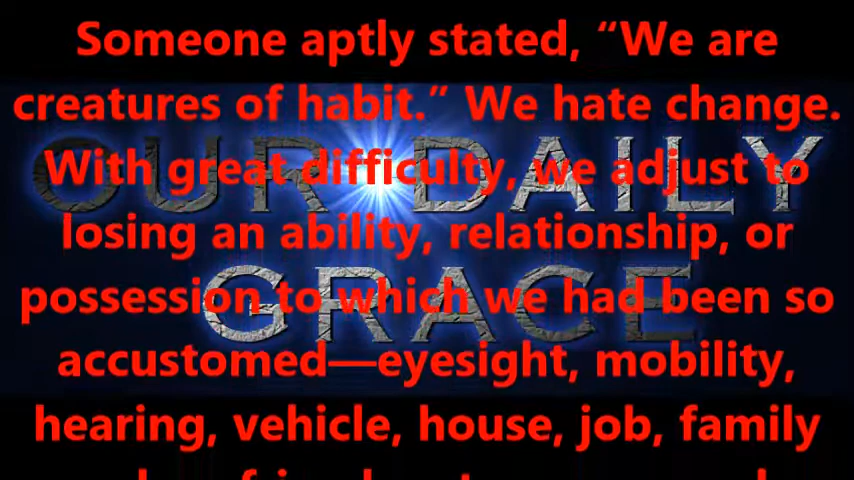 Someone aptly stated, “We are
creatures of habit.” We hate change.
With great difficulty, we adjust to
losing an ability, relationship, or
possession to which we had been so
accustomed—eyesight, mobility,
hearing, vehicle, house, job, family
OUR DAILY
GRACE